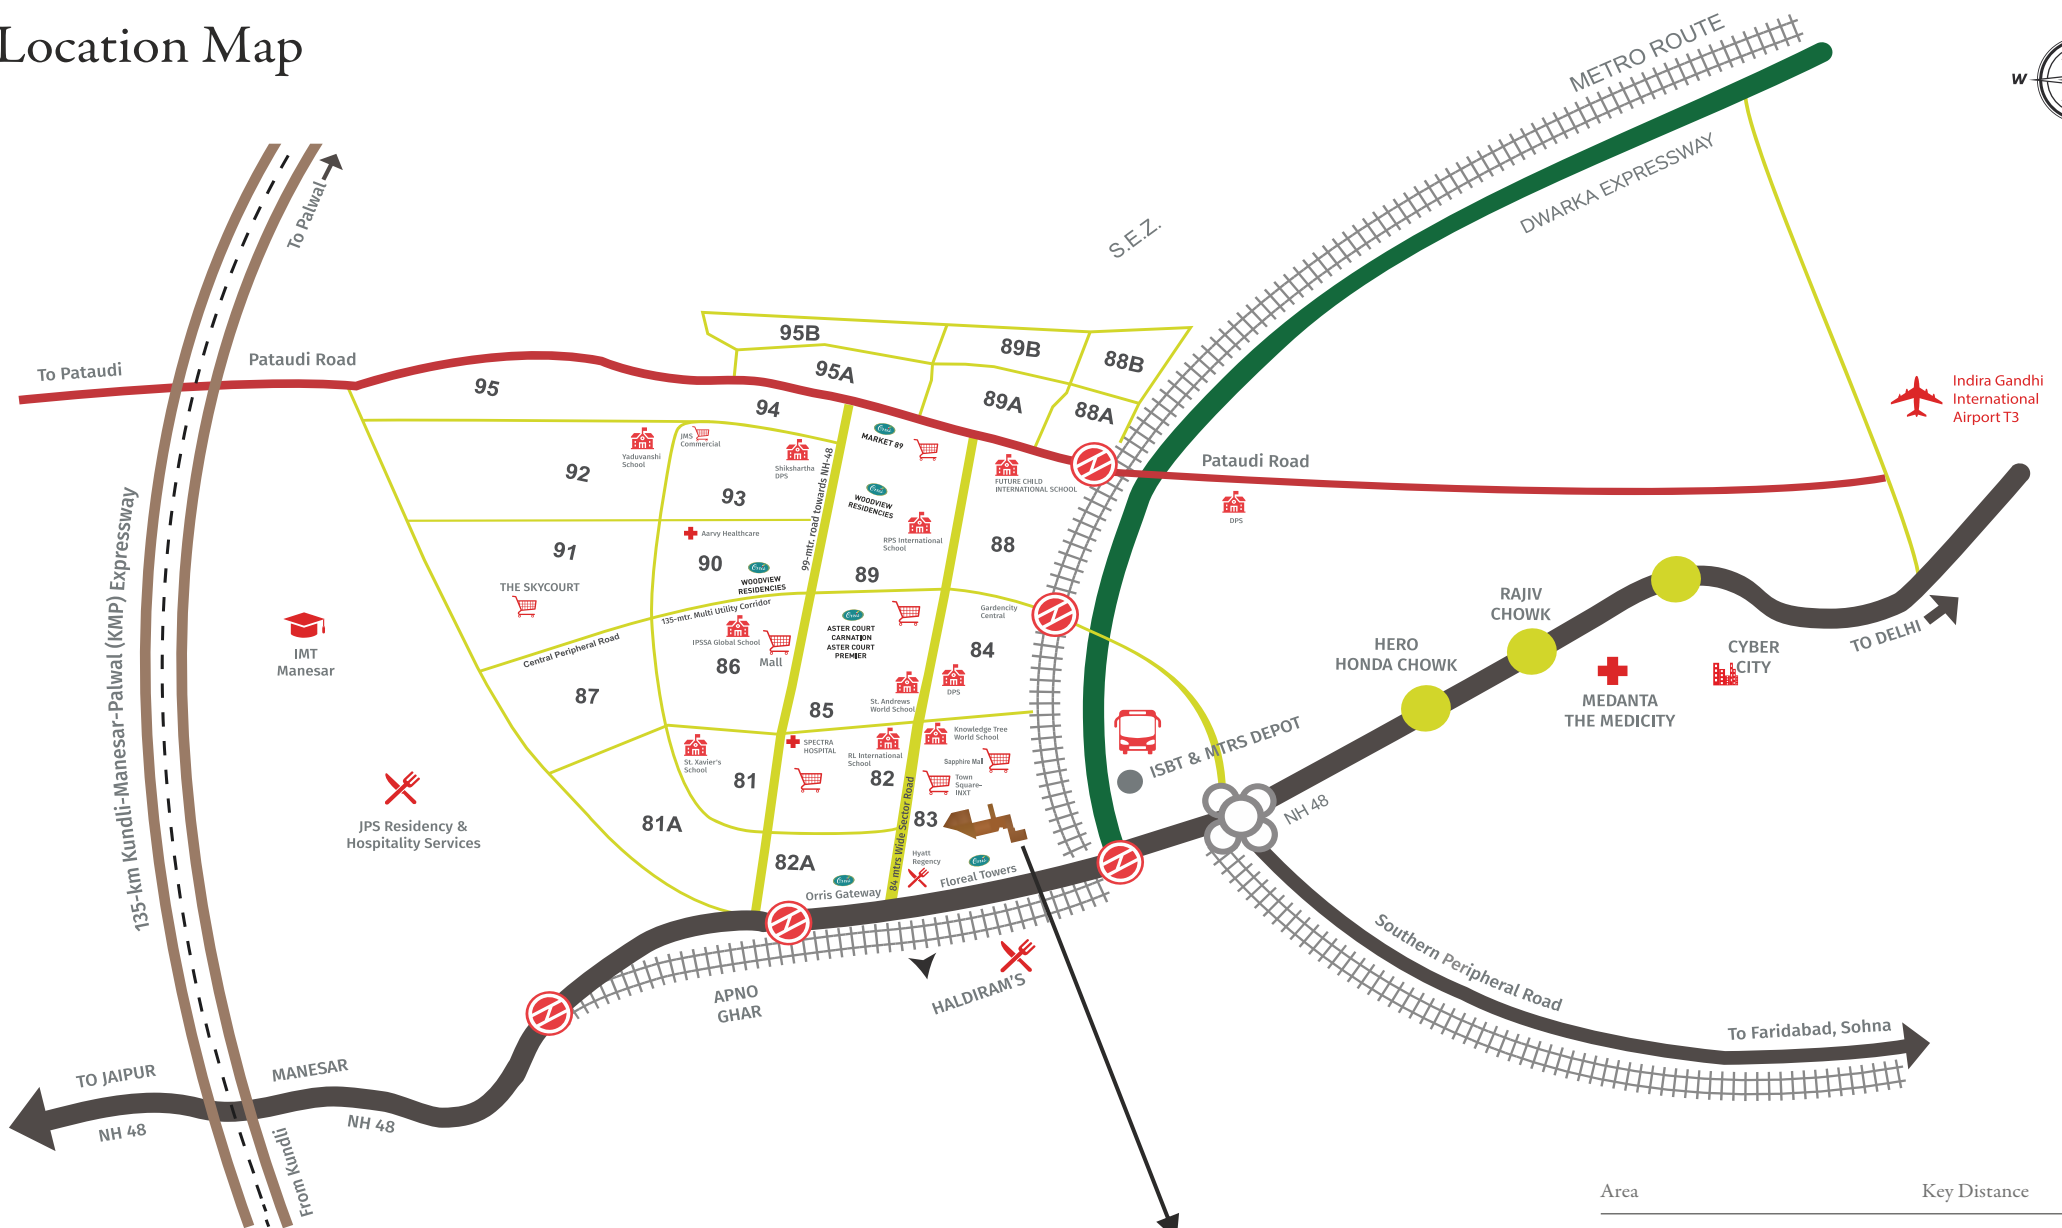 Location Map
METRO ROUTE
W
DWARKA EXPRESSWAY
To Palwal
S.E.Z.
To Pataudi
Pataudi Road
95B
89B
88B
95A
95
94
89A
88A
Indira Gandhi
International
Airport T3
MARKET 89
JMS
Commercial
Yaduvanshi
School
Shikshartha
DPS
92
93
99-mtr. road towards NH-48
WOODVIEW
RESIDENCIES
FUTURE CHILD
INTERNATIONAL SCHOOL
Pataudi Road
DPS
RPS International
School
Aarvy Healthcare
91
90
88
89
THE SKYCOURT
WOODVIEW
RESIDENCIES
135-mtr. Multi Utility Corridor
Central Peripheral Road
Gardencity
Central
ASTER COURT
CARNATION
ASTER COURT
PREMIER
IPSSA Global School
Mall
86
84
DPS
87
85
St. Andrews
World School
135-km Kundli-Manesar-Palwal (KMP) Expressway
IMT
Manesar
RAJIV
CHOWK
HERO
HONDA CHOWK
CYBER
CITY
TO DELHI
MEDANTA
THE MEDICITY
ISBT & MTRS DEPOT
NH 48
Knowledge Tree
World School
SPECTRA
HOSPITAL
RL International
School
St. Xavier's
School
Sapphire Mall
Town
Square-
INXT
81
82
83
81A
82A
84 mtrs Wide Sector Road
Hyatt
Regency
Floreal Towers
Orris Gateway
JPS Residency &
Hospitality Services
APNO
GHAR
HALDIRAM'S
Southern Peripheral Road
To Faridabad, Sohna
TO JAIPUR
MANESAR
NH 48
NH 48
From Kundli
Area
Key Distance